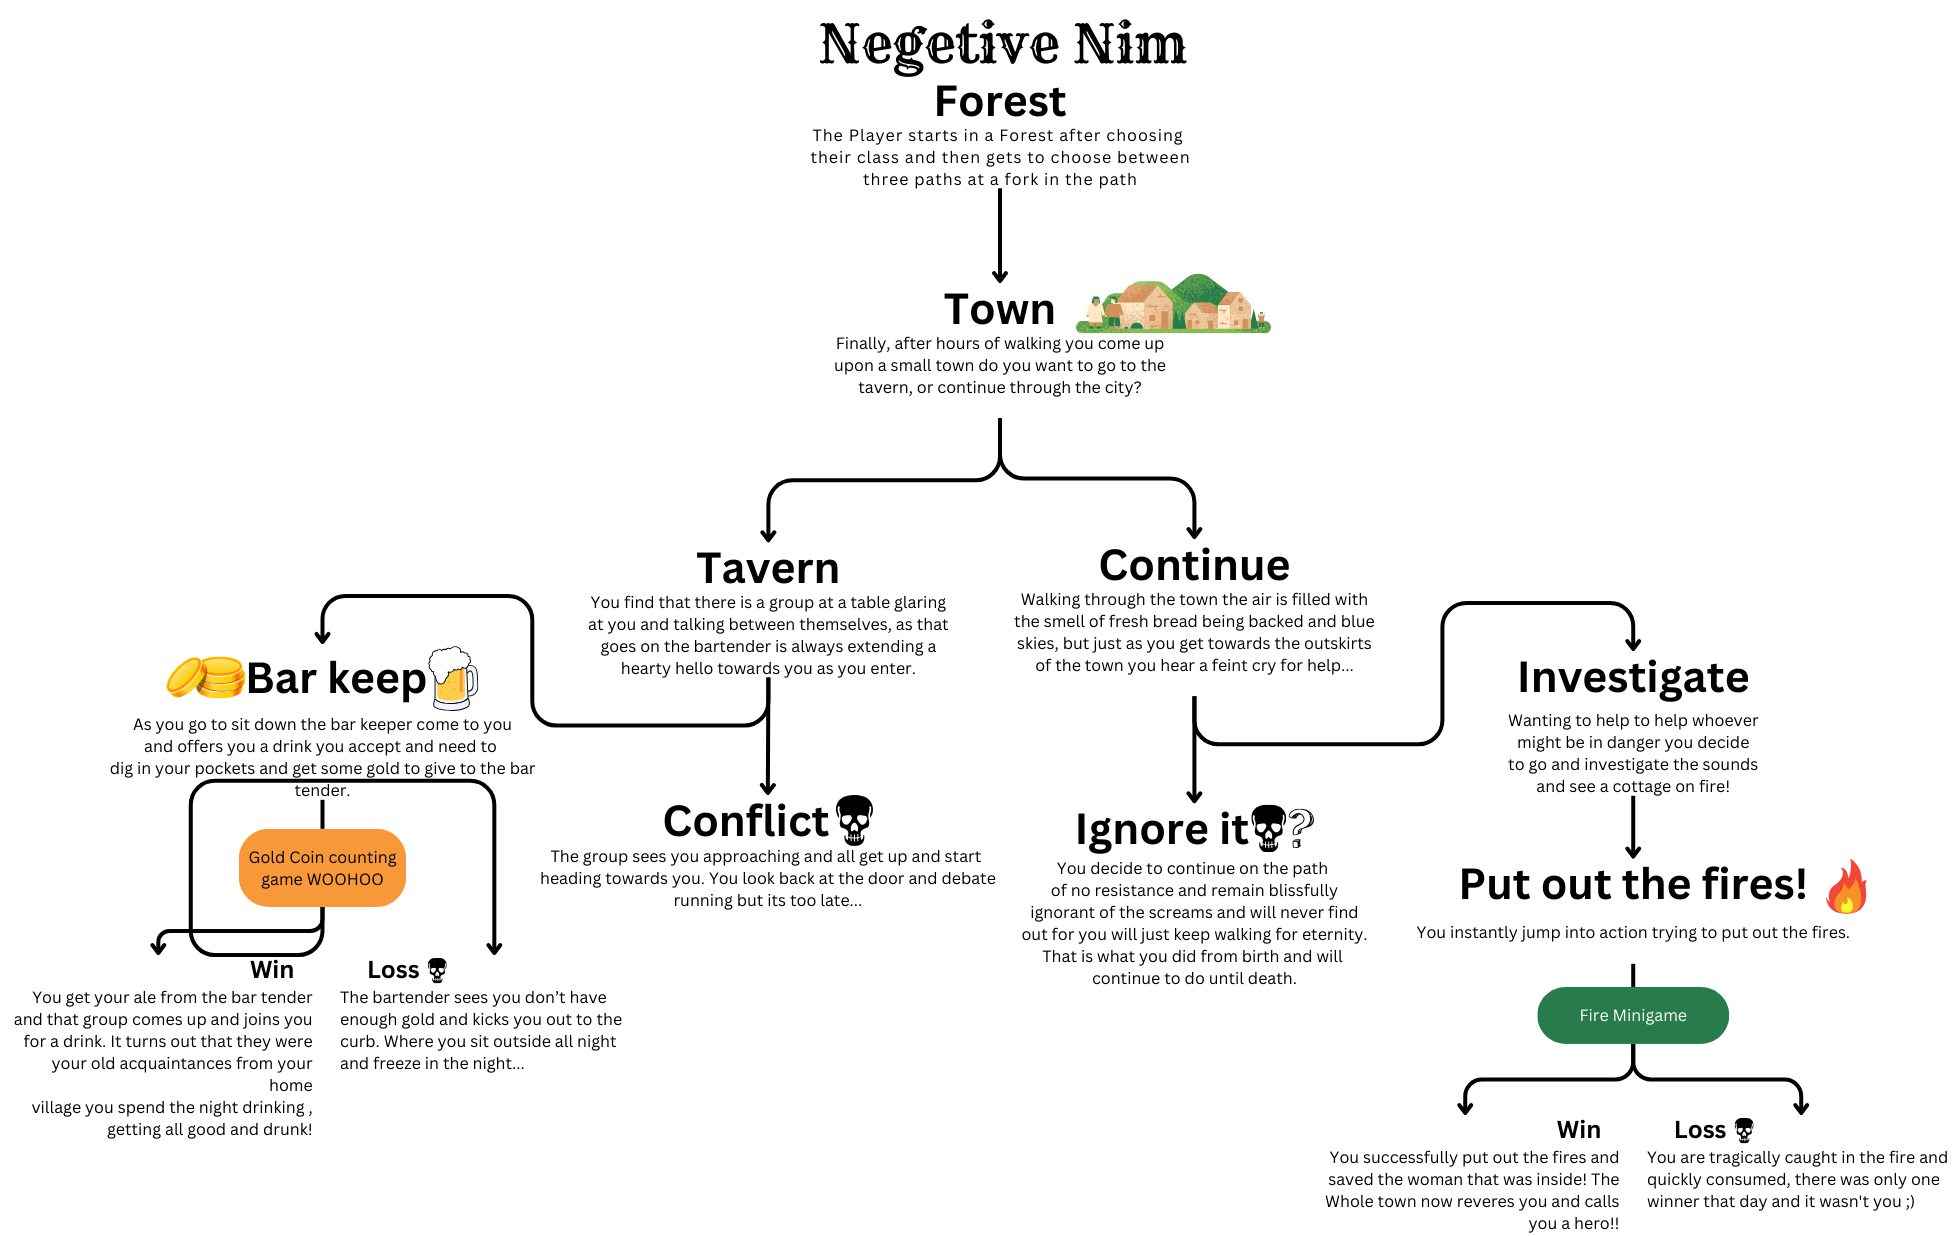 Negetive Nim
Forest
The Player starts in a Forest after choosing
their class and then gets to choose between
three paths at a fork in the path
Town
Finally, after hours of walking you come up
upon a small town do you want to go to the
tavern, or continue through the city?
Tavern
You find that there is a group at a table glaring
at you and talking between themselves, as that
goes on the bartender is always extending a
hearty hello towards you as you enter.
Continue
Walking through the town the air is filled with
the smell of fresh bread being backed and blue
skies, but just as you get towards the outskirts
of the town you hear a feint cry for help...
Bar keep
As you go to sit down the bar keeper come to you
and offers you a drink you accept and need to
dig in your pockets and get some gold to give to the bar
tender.
Gold Coin counting
game WOOHOO
Win
You get your ale from the bar tender
and that group comes up and joins you
for a drink. It turns out that they were
your old acquaintances from your
home
village you spend the night drinking ,
getting all good and drunk!
Loss
The bartender sees you don’t have
enough gold and kicks you out to the
curb. Where you sit outside all night
and freeze in the night...
Conflict
The group sees you approaching and all get up and start
heading towards you. You look back at the door and debate
running but its too late...
Ignore it?
You decide to continue on the path
of no resistance and remain blissfully
ignorant of the screams and will never find
out for you will just keep walking for eternity.
That is what you did from birth and will
continue to do until death.
Investigate
Wanting to help to help whoever
might be in danger you decide
to go and investigate the sounds
and see a cottage on fire!
Put out the fires!
You instantly jump into action trying to put out the fires.
Fire Minigame
Win
You successfully put out the fires and
saved the woman that was inside! The
Whole town now reveres you and calls
you a hero!!
Loss
You are tragically caught in the fire and
quickly consumed, there was only one
winner that day and it wasn't you ;)